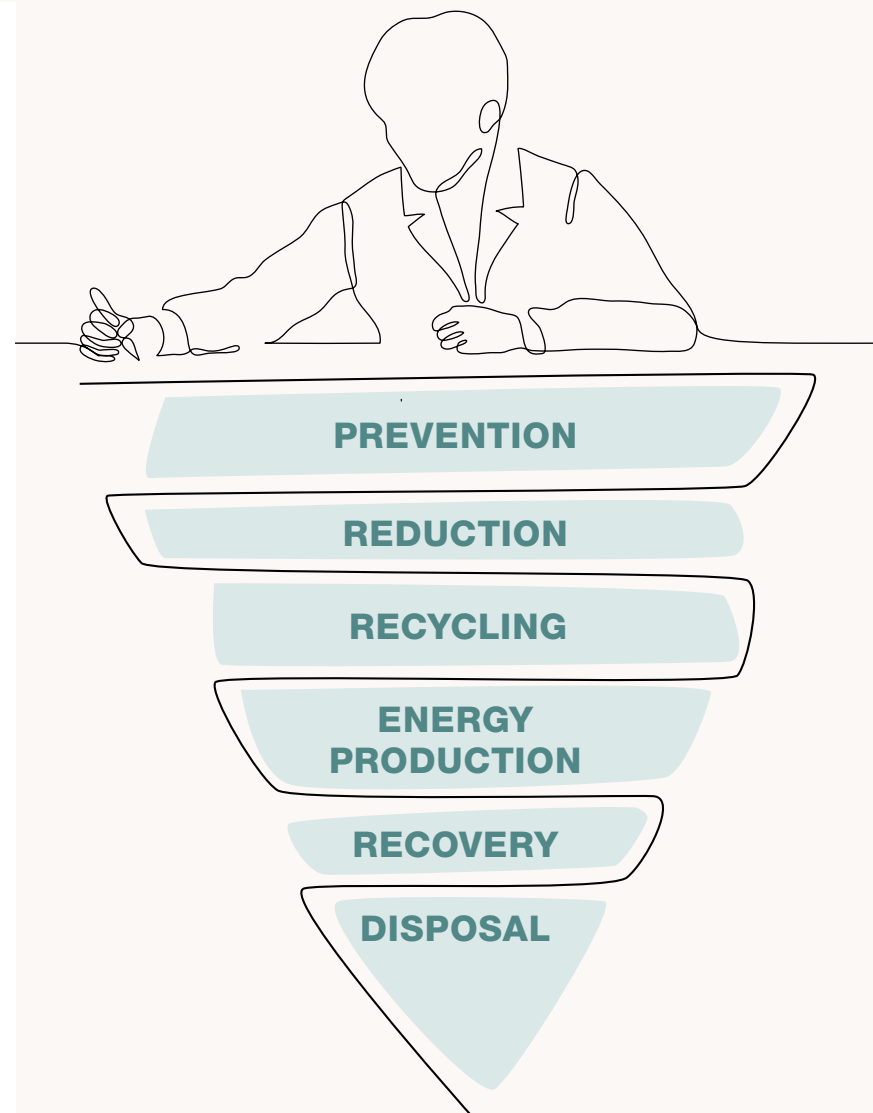 PREVENTION
REDUCTION
RECYCLING
ENERGY
PRODUCTION
RECOVERY
DISPOSAL